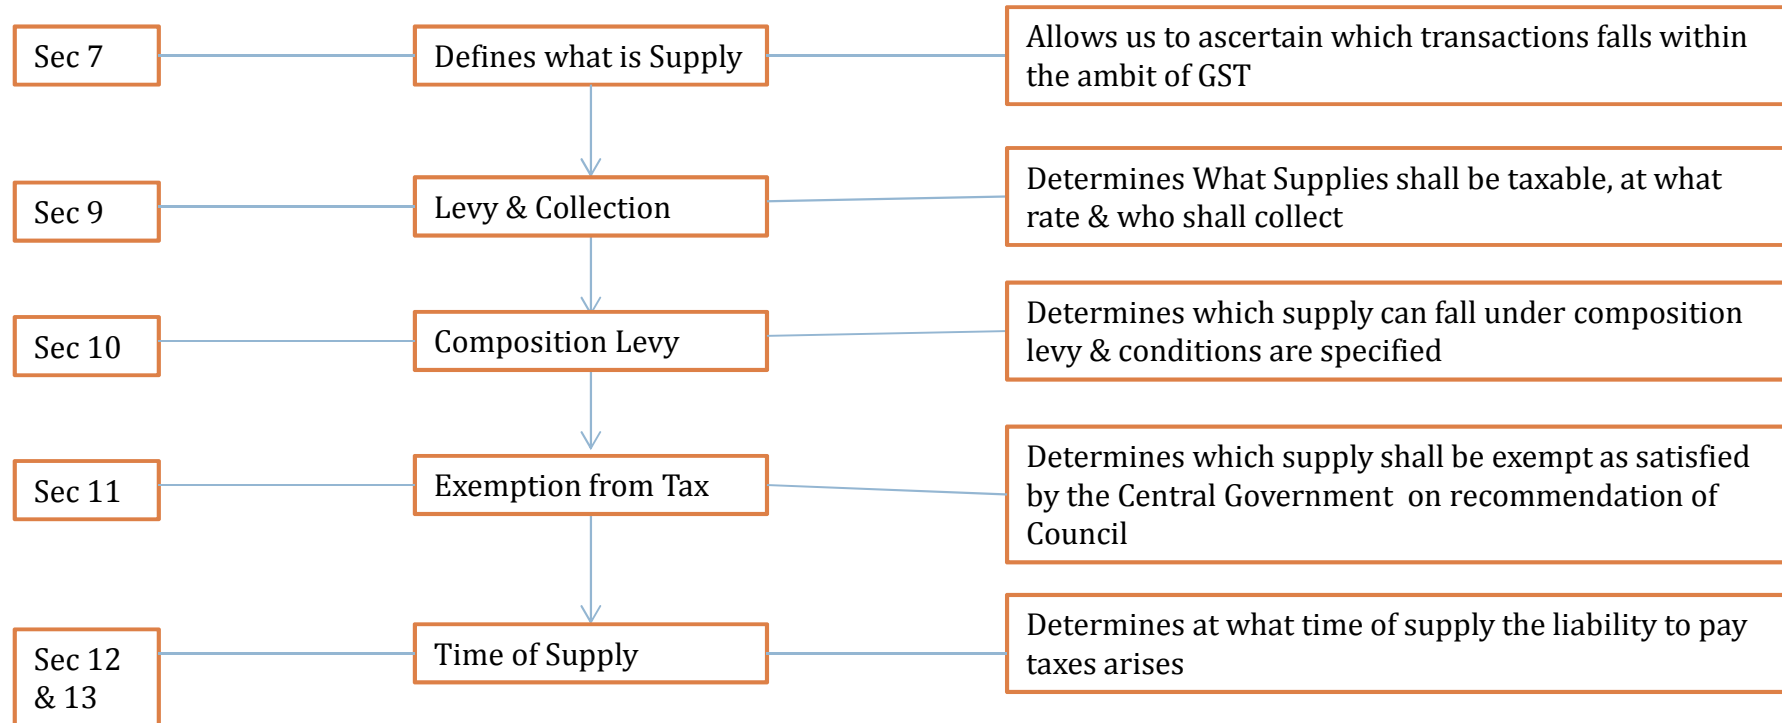 Sec 7
Defines what is Supply
Allows us to ascertain which transactions falls within
the ambit of GST
Sec 9
Levy & Collection
Determines What Supplies shall be taxable, at what
rate & who shall collect
Sec 10
Composition Levy
Determines which supply can fall under composition
levy & conditions are specified
Sec 11
Exemption from Tax
Determines which supply shall be exempt as satisfied
by the Central Government  on recommendation of
Council
Sec 12
& 13
Time of Supply
Determines at what time of supply the liability to pay
taxes arises